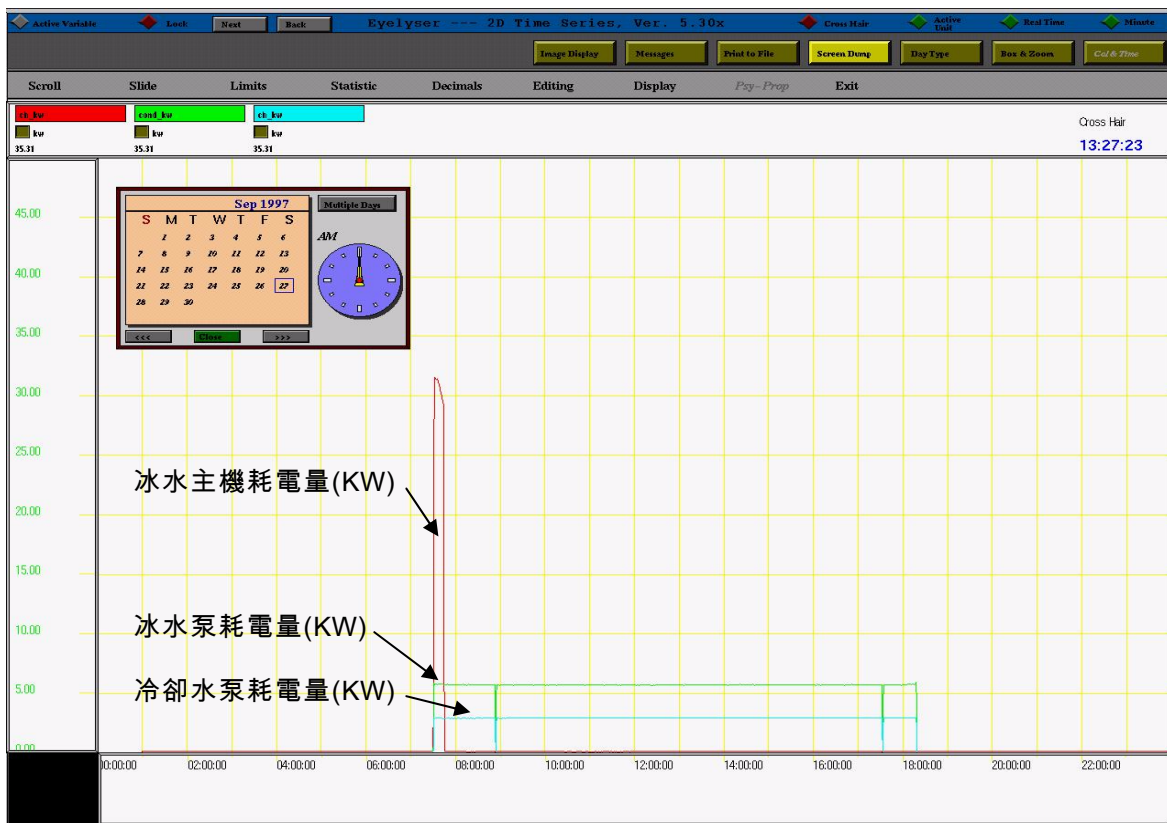 Active Variable Lock Next Back Eyelyser --- 2D Time Series, Ver. 5.30x Cross Hair Active Unit Real Time Minute
Image Display Messages Print to File Screen Dump Day Type Box & Zoom Col & Time
Scroll Slide Limits Statistic Decimals Editing Display Psy-Prop Exit
ch_kw cond_kw ch_kw
kw kw kw
35.31 35.31 35.31
Cross Hair
13:27:23
Sep 1997 Multiple Days
S M T W T F S
AM
1 2 3 4 5 6
7 8 9 10 11 12 13
14 15 16 17 18 19 20
21 22 23 24 25 26 27
28 29 30
<<< Close >>>
45.00
40.00
35.00
30.00
25.00
20.00
15.00
10.00
5.00
0.00
冰水主機耗電量(KW)
冰水泵耗電量(KW)
冷卻水泵耗電量(KW)
00:00:00 02:00:00 04:00:00 06:00:00 08:00:00 10:00:00 12:00:00 14:00:00 16:00:00 18:00:00 20:00:00 22:00:00